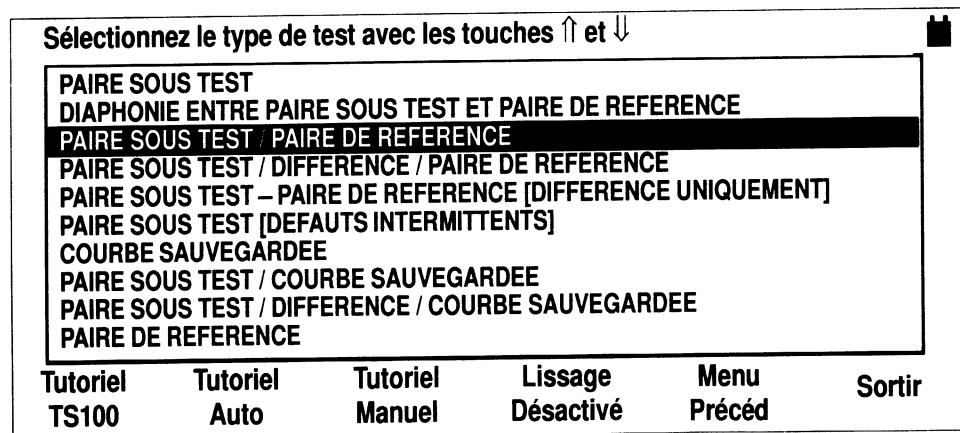 Sélectionnez le type de test avec les touches ⇑ et ⇓
PAIRE SOUS TEST
DIAPHONIE ENTRE PAIRE SOUS TEST ET PAIRE DE REFERENCE
PAIRE SOUS TEST / PAIRE DE REFERENCE
PAIRE SOUS TEST / DIFFERENCE / PAIRE DE REFERENCE
PAIRE SOUS TEST – PAIRE DE REFERENCE [DIFFERENCE UNIQUEMENT]
PAIRE SOUS TEST [DEFAUTS INTERMITTENTS]
COURBE SAUVEGARDEE
PAIRE SOUS TEST / COURBE SAUVEGARDEE
PAIRE SOUS TEST / DIFFERENCE / COURBE SAUVEGARDEE
PAIRE DE REFERENCE
Tutoriel Tutoriel Tutoriel Lissage Menu Sortir
TS100 Auto Manuel Désactivé Précéd